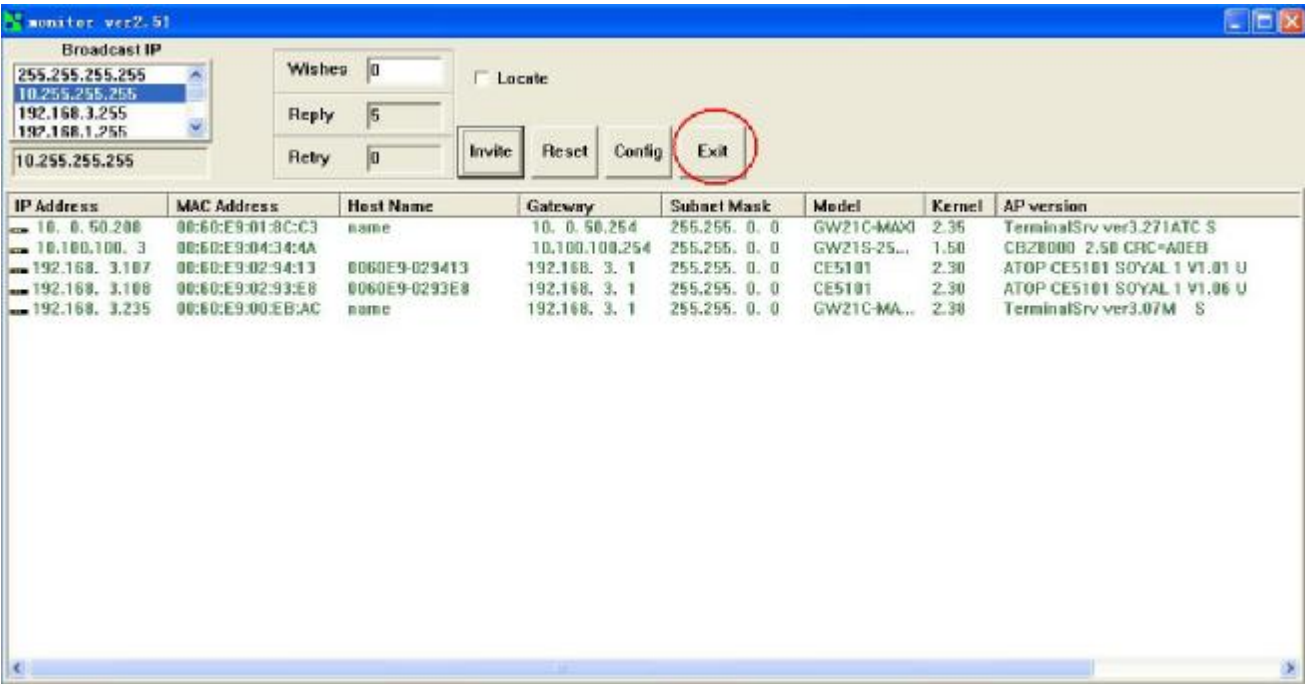 monitor ver2.51
Broadcast IP
255.255.255.255
10.255.255.255
192.168.3.255
192.168.1.255
10.255.255.255
Wishes 0
Reply 5
Retry 0
Locate
Invite Reset Config Exit
IP Address MAC Address Host Name Gateway Subnet Mask Model Kernel AP version
10. 0. 50.200 00:60:E9:01:8C:C3 name 10. 0. 50.254 255.255. 0. 0 GW21C-MAXI 2.35 TerminalSrv ver3.271ATC S
10.100.100. 3 00:60:E9:04:34:4A 10.100.100.254 255.255. 0. 0 GW21S-25... 1.50 CBZ8000 2.50 CRC=A0EB
192.168. 3.107 00:60:E9:02:94:13 0060E9-029413 192.168. 3. 1 255.255. 0. 0 CE5101 2.30 ATOP CE5101 SOYAL 1 V1.01 U
192.168. 3.108 00:60:E9:02:93:E8 0060E9-0293E8 192.168. 3. 1 255.255. 0. 0 CE5101 2.30 ATOP CE5101 SOYAL 1 V1.06 U
192.168. 3.235 00:60:E9:00:EB:AC name 192.168. 3. 1 255.255. 0. 0 GW21C-MA... 2.38 TerminalSrv ver3.07M S